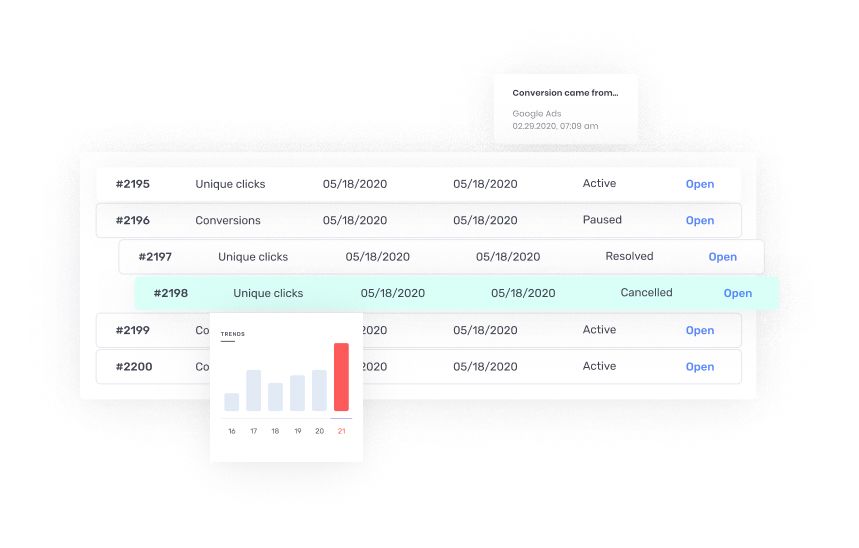 Conversion came from...
Google Ads
02.29.2020, 07:09 am
#2195 Unique clicks 05/18/2020 05/18/2020 Active Open
#2196 Conversions 05/18/2020 05/18/2020 Paused Open
#2197 Unique clicks 05/18/2020 05/18/2020 Resolved Open
#2198 Unique clicks 05/18/2020 05/18/2020 Cancelled Open
#2199 Co 2020 05/18/2020 Active Open
#2200 Co 2020 05/18/2020 Active Open
TRENDS
16 17 18 19 20 21